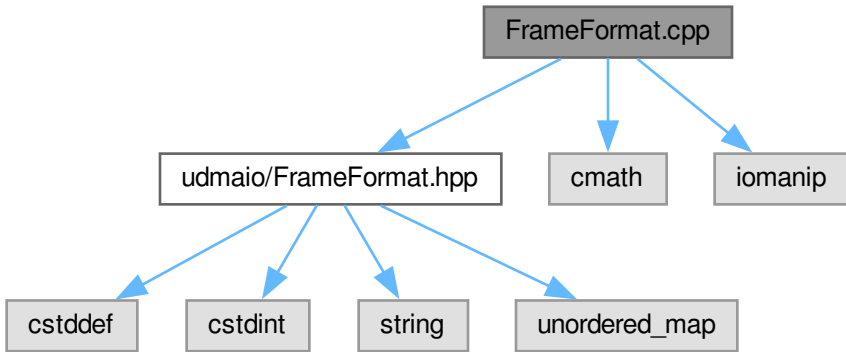 FrameFormat.cpp
udmaio/FrameFormat.hpp
cmath
iomanip
cstddef
cstdint
string
unordered_map